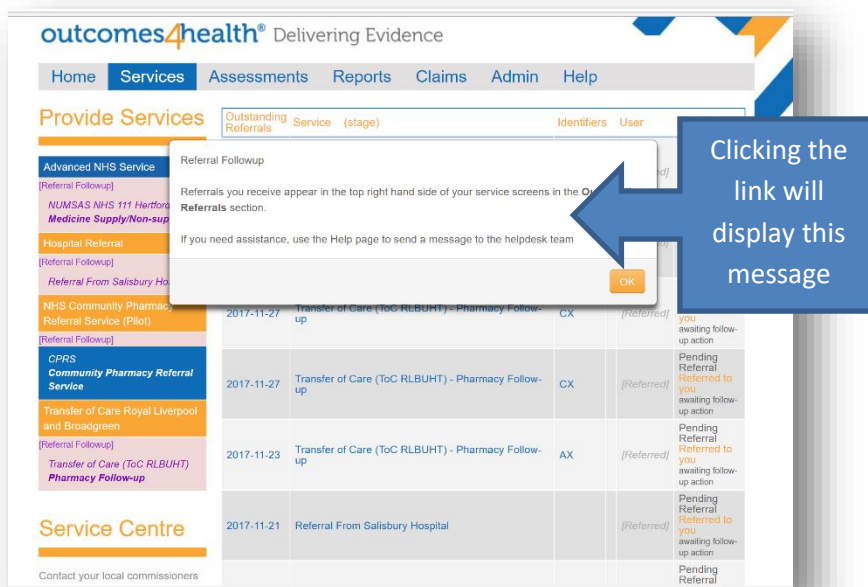 outcomes4health® Delivering Evidence
Home Services Assessments Reports Claims Admin Help
Provide Services
Advanced NHS Service
[Referral Followup]
NUMSAS NHS 111
Medicine Supply/
Hospital Referral
[Referral Followup]
Referral From Salisbury
NHS Community Pharmacy
Referral Service (Pilot)
[Referral Followup]
CPRS
Community Pharmacy Referral
Service
Transfer of Care Royal Liverpool
and Broadgreen
[Referral Followup]
Transfer of Care (ToC RLBUHT)
Pharmacy Follow-up
Service Centre
Contact your local commissioners
Outstanding
Referrals
Service (stage) Identifiers User
Referral Followup
Referrals you receive appear in the top right hand side of your service screens in the
Referrals section.
If you need assistance, use the Help page to send a message to the helpdesk team
OK
Clicking the
link will
display this
message
2017-11-27 Transfer of Care (ToC RLBUHT) - Pharmacy Follow-
up CX [Referred] you
awaiting follow-
up action
2017-11-27 Transfer of Care (ToC RLBUHT) - Pharmacy Follow-
up CX [Referred] Pending
Referral
Referred to
you
awaiting follow-
up action
2017-11-23 Transfer of Care (ToC RLBUHT) - Pharmacy Follow-
up AX [Referred] Pending
Referral
Referred to
you
awaiting follow-
up action
2017-11-21 Referral From Salisbury Hospital [Referred] Pending
Referral
Referred to
you
awaiting follow-
up action
Pending
Referral